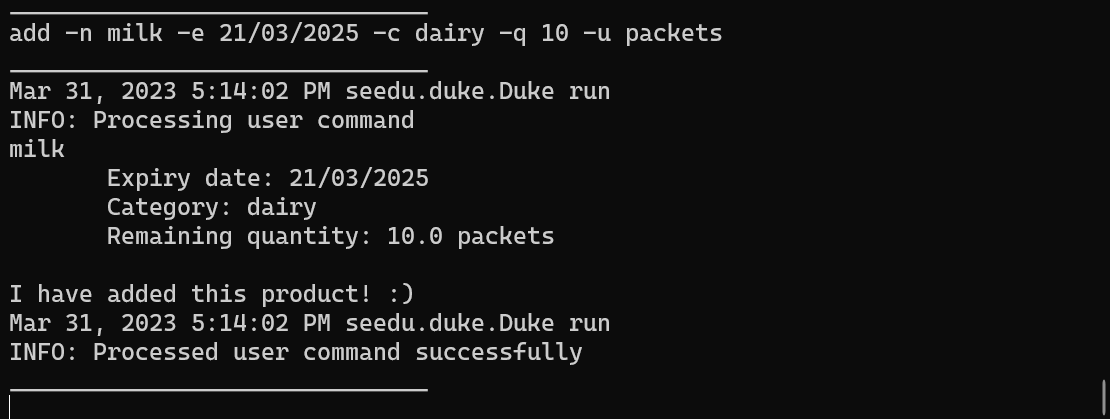 add -n milk -e 21/03/2025 -c dairy -q 10 -u packets
Mar 31, 2023 5:14:02 PM seedu.duke.Duke run
INFO: Processing user command
milk
Expiry date: 21/03/2025
Category: dairy
Remaining quantity: 10.0 packets
I have added this product! :)
Mar 31, 2023 5:14:02 PM seedu.duke.Duke run
INFO: Processed user command successfully